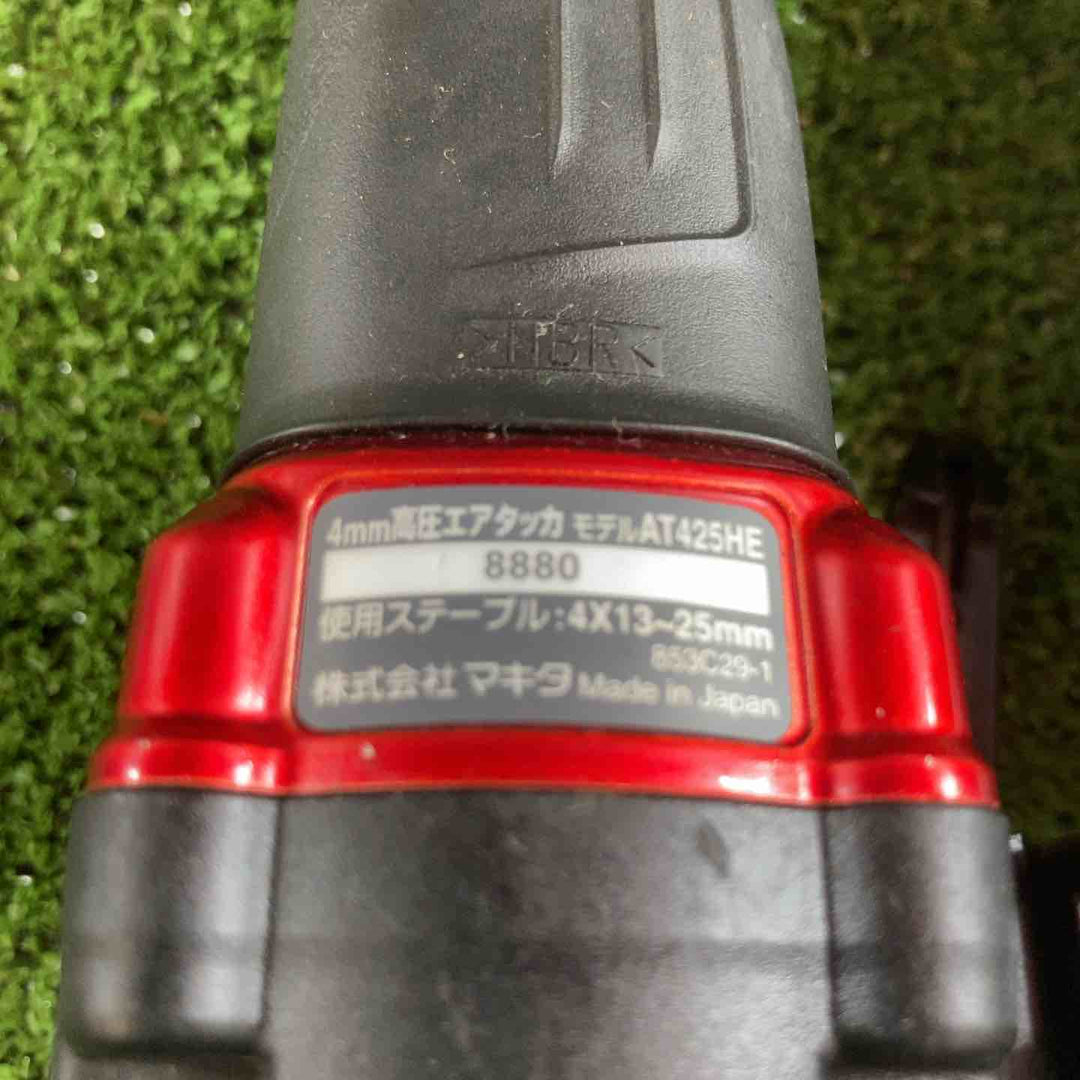 >NBR<
4mm高圧エアタッカ モデルAT425HE
8880
使用ステープル:4X13~25mm
853C29-1
株式会社 マキタ Made in Japan